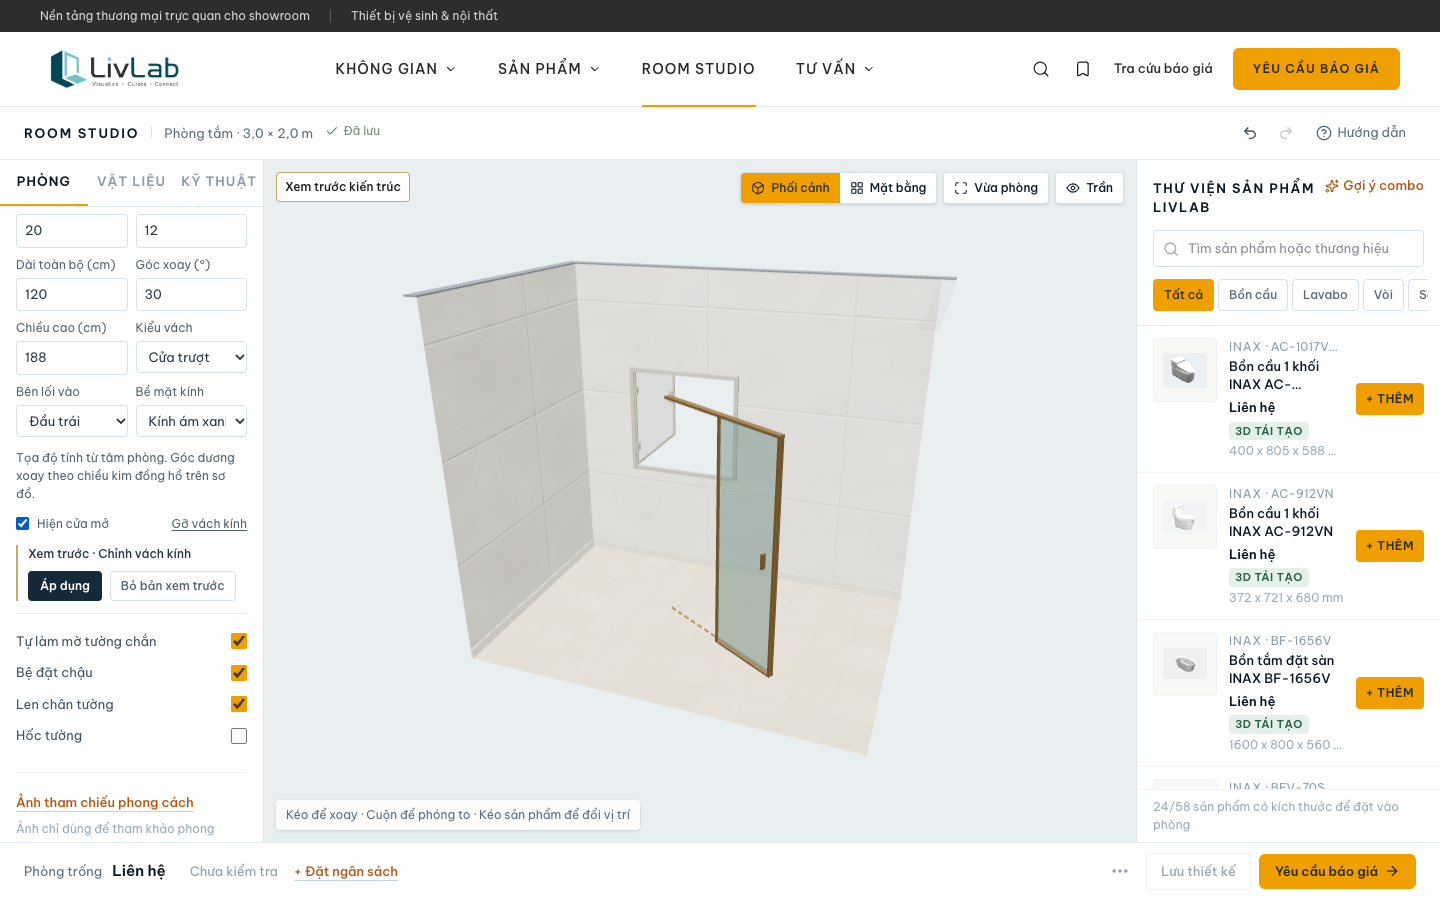 Nền tảng thương mại trực quan cho showroom
Thiết bị vệ sinh & nội thất
LivLab
Visualize • Curate • Connect
KHÔNG GIAN
SẢN PHẨM
ROOM STUDIO
TƯ VẤN
Tra cứu báo giá
YÊU CẦU BÁO GIÁ
ROOM STUDIO
Phòng tắm · 3,0 × 2,0 m
Đã lưu
Hướng dẫn
PHÒNG
VẬT LIỆU
KỸ THUẬT
20
12
Dài toàn bộ (cm)
Góc xoay (°)
120
30
Chiều cao (cm)
Kiểu vách
188
Cửa trượt
Bên lối vào
Bề mặt kính
Đầu trái
Kính ám xan
Tọa độ tính từ tâm phòng. Góc dương
xoay theo chiều kim đồng hồ trên sơ
đồ.
Hiện cửa mở
Gỡ vách kính
Xem trước · Chỉnh vách kính
Áp dụng
Bỏ bản xem trước
Tự làm mờ tường chắn
Bệ đặt chậu
Len chân tường
Hốc tường
Ảnh tham chiếu phong cách
Ảnh chỉ dùng để tham khảo phong
Xem trước kiến trúc
Phối cảnh
Mặt bằng
Vừa phòng
Trần
Kéo để xoay · Cuộn để phóng to · Kéo sản phẩm để đổi vị trí
THƯ VIỆN SẢN PHẨM
LIVLAB
Gợi ý combo
Tìm sản phẩm hoặc thương hiệu
Tất cả
Bồn cầu
Lavabo
Vòi
INAX · AC-1017V...
Bồn cầu 1 khối
INAX AC-...
Liên hệ
3D TÁI TẠO
400 x 805 x 588 ...
+ THÊM
INAX · AC-912VN
Bồn cầu 1 khối
INAX AC-912VN
Liên hệ
3D TÁI TẠO
372 x 721 x 680 mm
+ THÊM
INAX · BF-1656V
Bồn tắm đặt sàn
INAX BF-1656V
Liên hệ
3D TÁI TẠO
1600 x 800 x 560 ...
+ THÊM
INAX · BFV-70S
24/58 sản phẩm có kích thước để đặt vào
phòng
Phòng trống
Liên hệ
Chưa kiểm tra
+ Đặt ngân sách
Lưu thiết kế
Yêu cầu báo giá